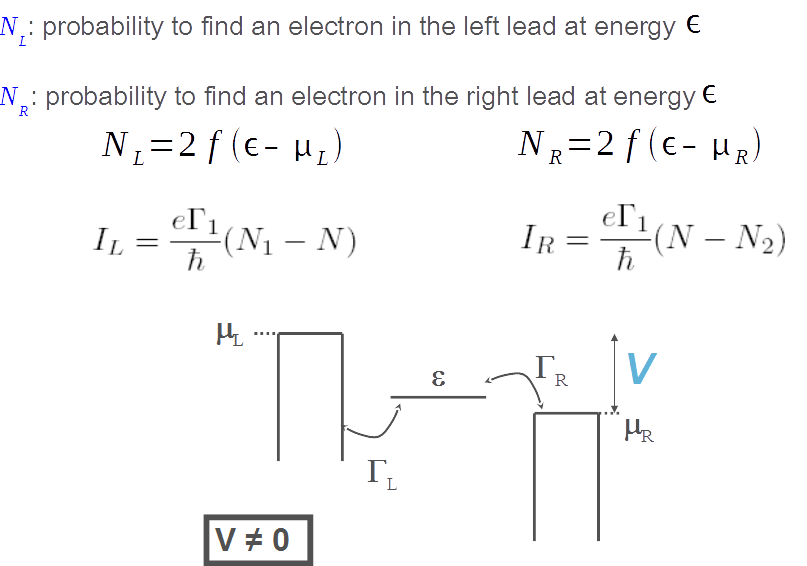 N_L: probability to find an electron in the left lead at energy ϵ
N_R: probability to find an electron in the right lead at energy ϵ
N_L=2 f (ϵ- μ_L)
N_R=2 f (ϵ- μ_R)
I_L = eΓ_1/ħ (N_1 − N)
I_R = eΓ_1/ħ (N − N_2)
μ_L
ε
Γ_R
V
μ_R
Γ_L
V ≠ 0